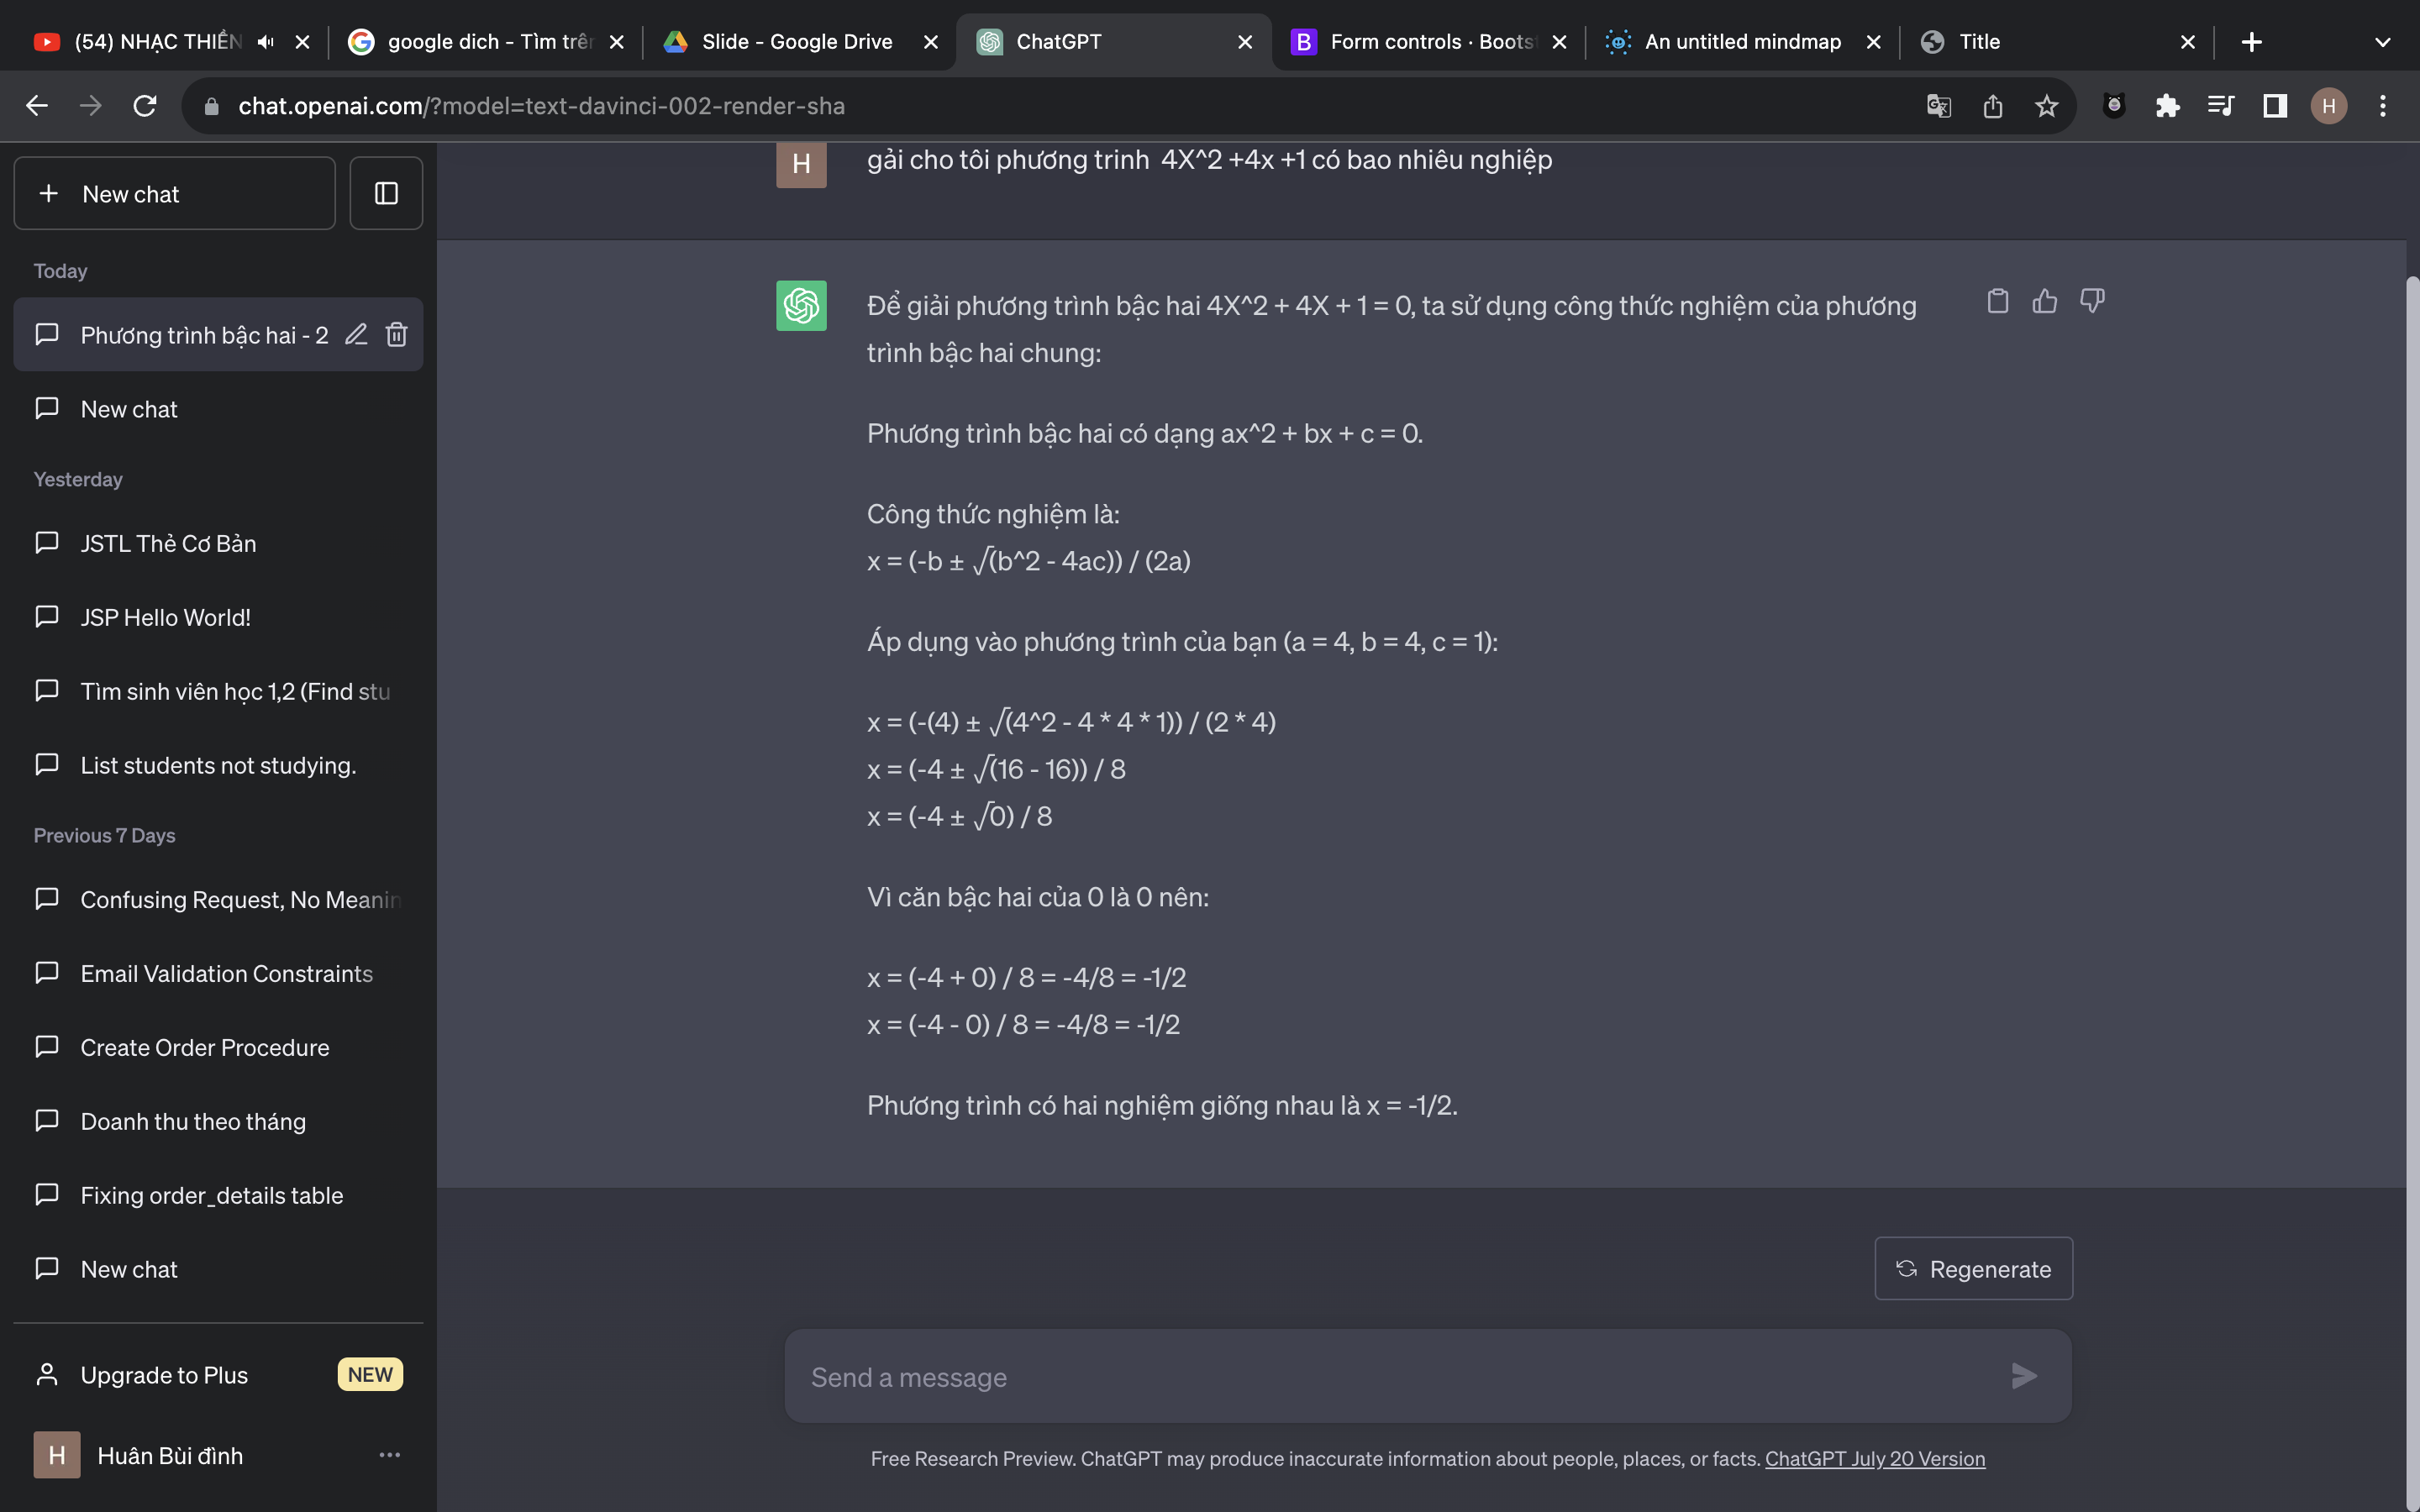 (54) NHẠC THIỀN
google dich - Tìm trên
Slide - Google Drive
ChatGPT
Form controls · Boots
An untitled mindmap
Title
chat.openai.com/?model=text-davinci-002-render-sha
H
New chat
Today
Phương trình bậc hai - 2
New chat
Yesterday
JSTL Thẻ Cơ Bản
JSP Hello World!
Tìm sinh viên học 1,2 (Find stu
List students not studying.
Previous 7 Days
Confusing Request, No Meanin
Email Validation Constraints
Create Order Procedure
Doanh thu theo tháng
Fixing order_details table
New chat
Upgrade to Plus
NEW
H
Huân Bùi đình
H
gải cho tôi phương trinh 4X^2 +4x +1 có bao nhiêu nghiệp
Để giải phương trình bậc hai 4X^2 + 4X + 1 = 0, ta sử dụng công thức nghiệm của phương
trình bậc hai chung:
Phương trình bậc hai có dạng ax^2 + bx + c = 0.
Công thức nghiệm là:
x = (-b ± √(b^2 - 4ac)) / (2a)
Áp dụng vào phương trình của bạn (a = 4, b = 4, c = 1):
x = (-(4) ± √(4^2 - 4 * 4 * 1)) / (2 * 4)
x = (-4 ± √(16 - 16)) / 8
x = (-4 ± √0) / 8
Vì căn bậc hai của 0 là 0 nên:
x = (-4 + 0) / 8 = -4/8 = -1/2
x = (-4 - 0) / 8 = -4/8 = -1/2
Phương trình có hai nghiệm giống nhau là x = -1/2.
Regenerate
Send a message
Free Research Preview. ChatGPT may produce inaccurate information about people, places, or facts. ChatGPT July 20 Version